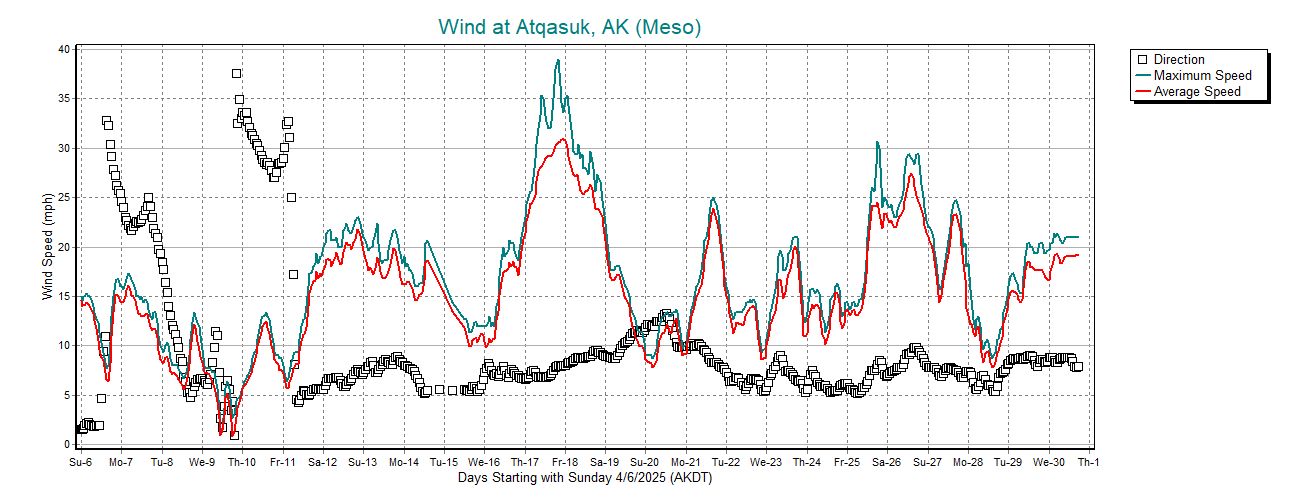 Wind at Atqasuk, AK (Meso)
Direction
Maximum Speed
Average Speed
Wind Speed (mph)
40
35
30
25
20
15
10
5
0
Su-6 Mo-7 Tu-8 We-9 Th-10 Fr-11 Sa-12 Su-13 Mo-14 Tu-15 We-16 Th-17 Fr-18 Sa-19 Su-20 Mo-21 Tu-22 We-23 Th-24 Fr-25 Sa-26 Su-27 Mo-28 Tu-29 We-30 Th-1
Days Starting with Sunday 4/6/2025 (AKDT)